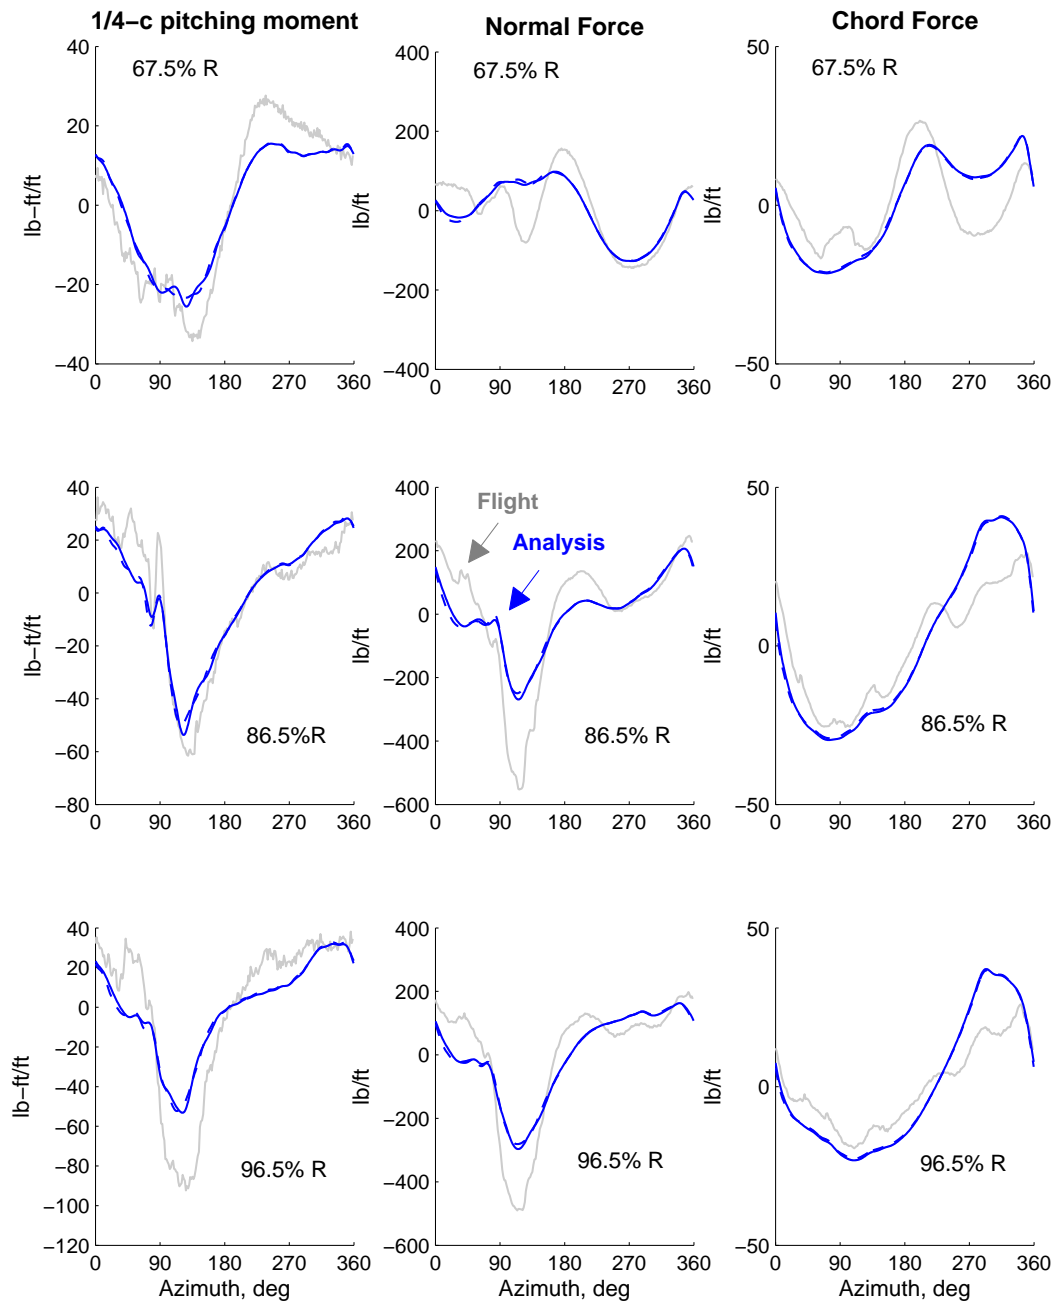 1/4−c pitching moment
Normal Force
Chord Force
40
20
0
−20
−40
lb−ft/ft
67.5% R
0 90 180 270 360
400
200
0
−200
−400
lb/ft
67.5% R
0 90 180 270 360
50
0
−50
lb/ft
67.5% R
0 90 180 270 360
40
20
0
−20
−40
−60
−80
lb−ft/ft
86.5%R
0 90 180 270 360
400
200
0
−200
−400
−600
lb/ft
Flight
Analysis
86.5% R
0 90 180 270 360
50
0
−50
lb/ft
86.5% R
0 90 180 270 360
40
20
0
−20
−40
−60
−80
−100
−120
lb−ft/ft
96.5% R
0 90 180 270 360
Azimuth, deg
400
200
0
−200
−400
−600
lb/ft
96.5% R
0 90 180 270 360
Azimuth, deg
50
0
−50
lb/ft
96.5% R
0 90 180 270 360
Azimuth, deg